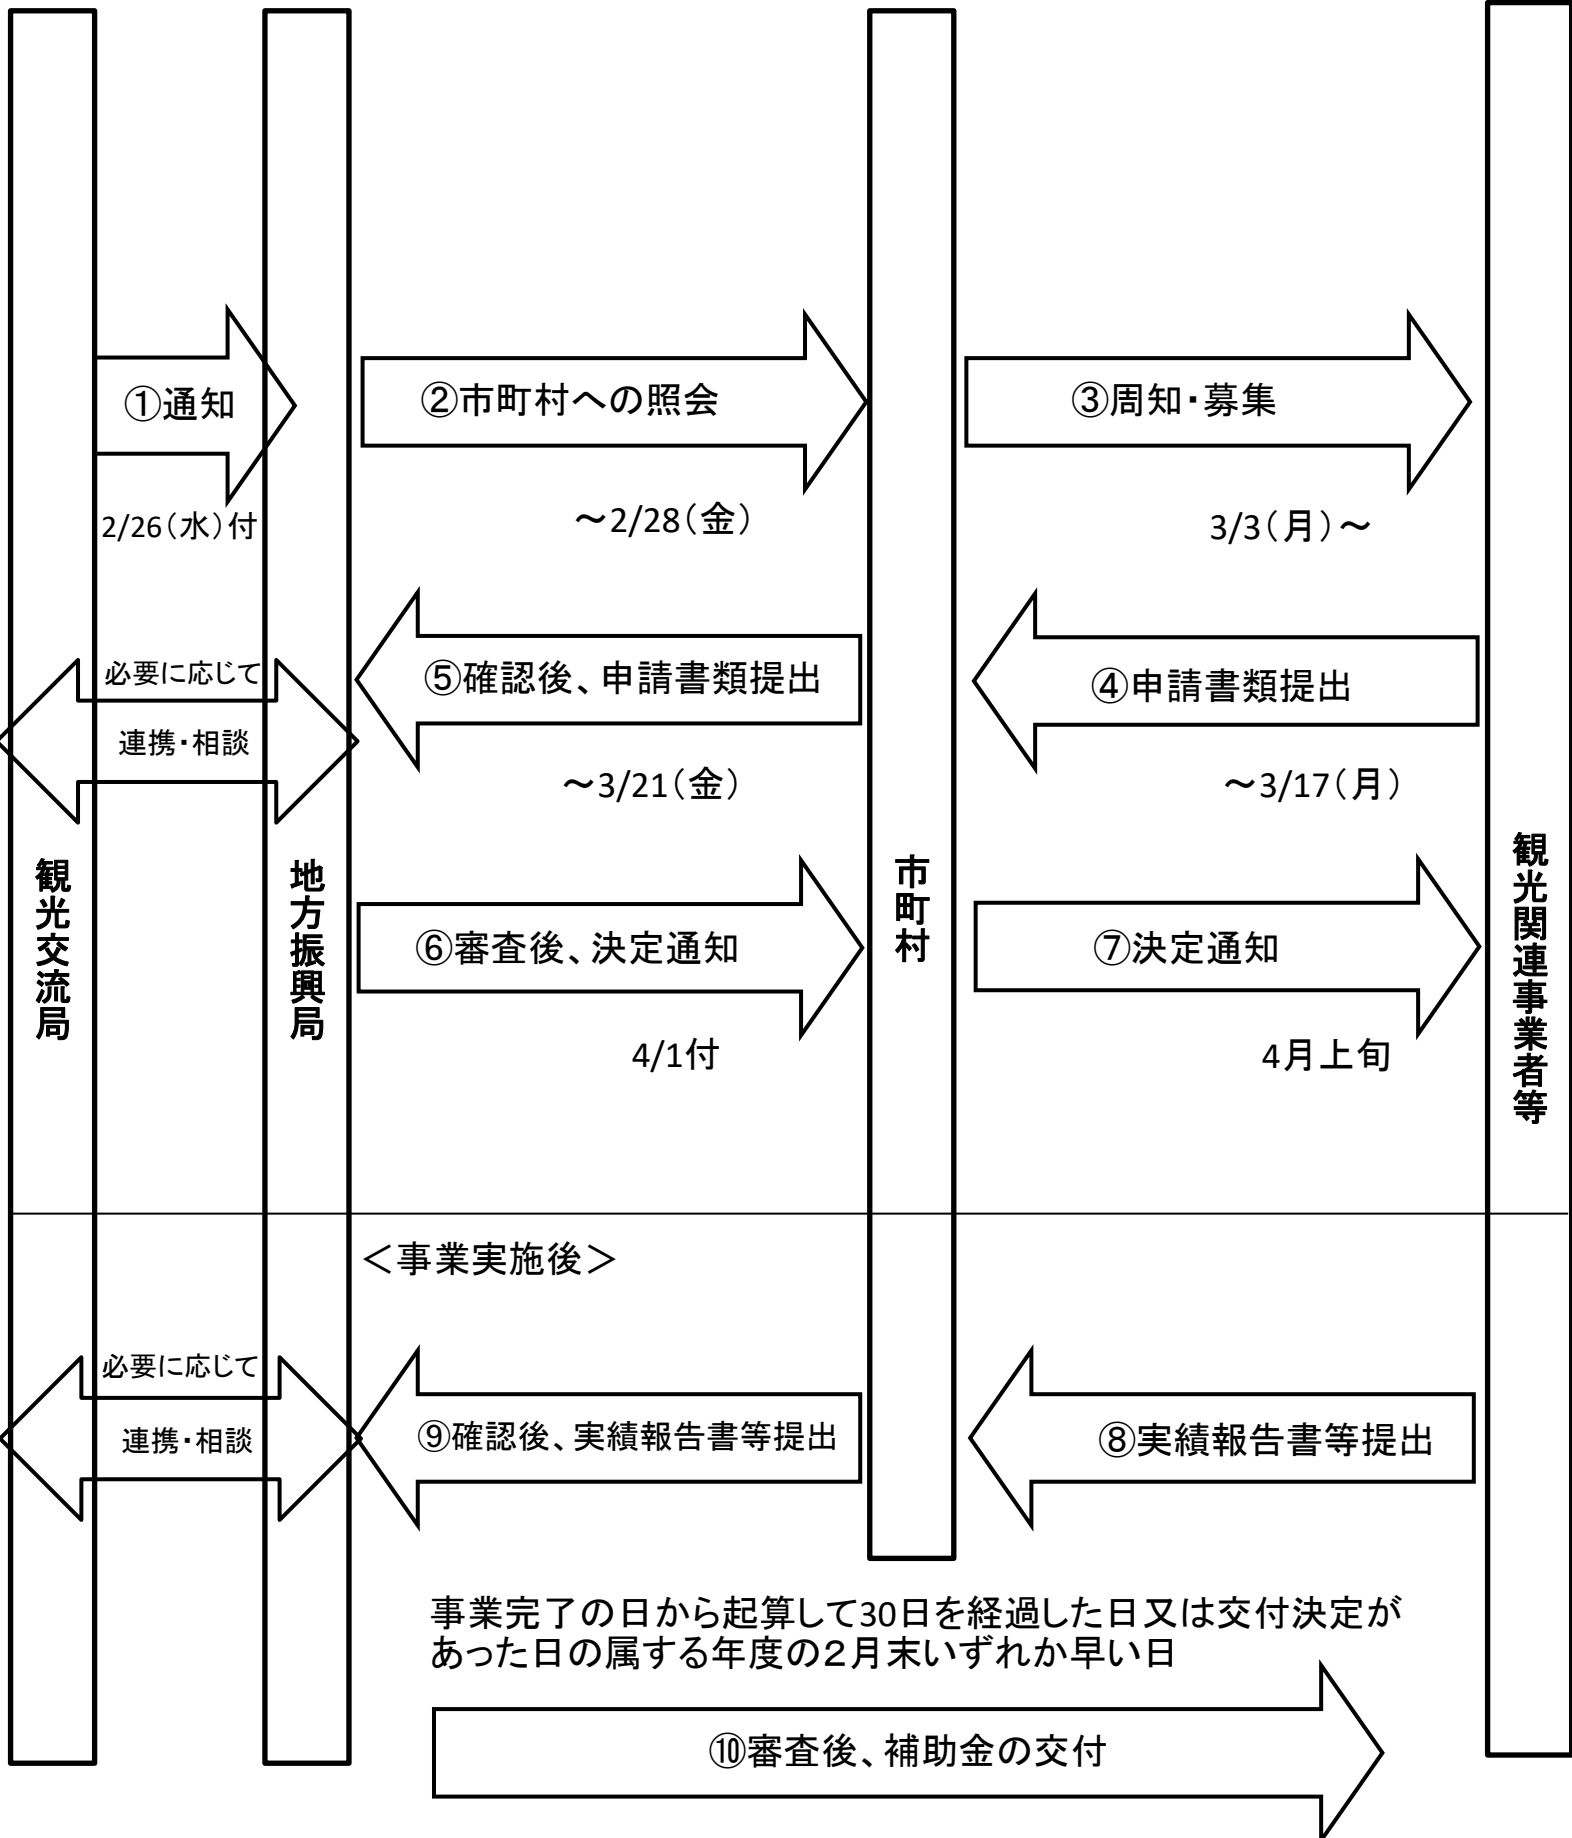 ①通知
②市町村への照会
③周知・募集
2/26（水）付
～2/28（金）
3/3（月）～
必要に応じて
連携・相談
⑤確認後、申請書類提出
④申請書類提出
～3/21（金）
～3/17（月）
観光交流局
地方振興局
市町村
観光関連事業者等
⑥審査後、決定通知
⑦決定通知
4/1付
4月上旬
＜事業実施後＞
必要に応じて
連携・相談
⑨確認後、実績報告書等提出
⑧実績報告書等提出
事業完了の日から起算して30日を経過した日又は交付決定が
あった日の属する年度の２月末いずれか早い日
⑩審査後、補助金の交付